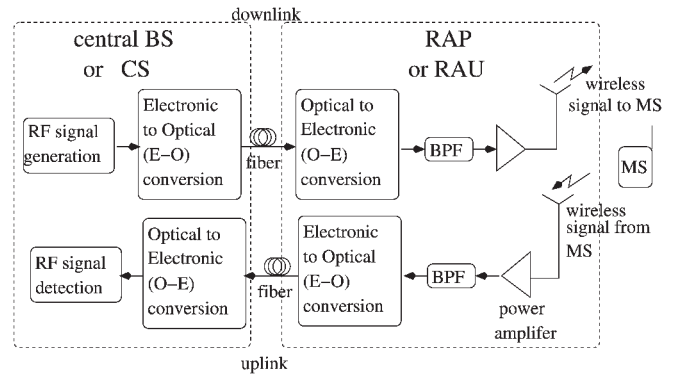 downlink
central BS
or CS
RAP
or RAU
RF signal
generation
Electronic
to Optical
(E–O)
conversion
fiber
Optical to
Electronic
(O–E)
conversion
BPF
wireless
signal to MS
MS
RF signal
detection
Optical to
Electronic
(O–E)
conversion
fiber
Electronic
to Optical
(E–O)
conversion
BPF
power
amplifer
wireless
signal from
MS
uplink